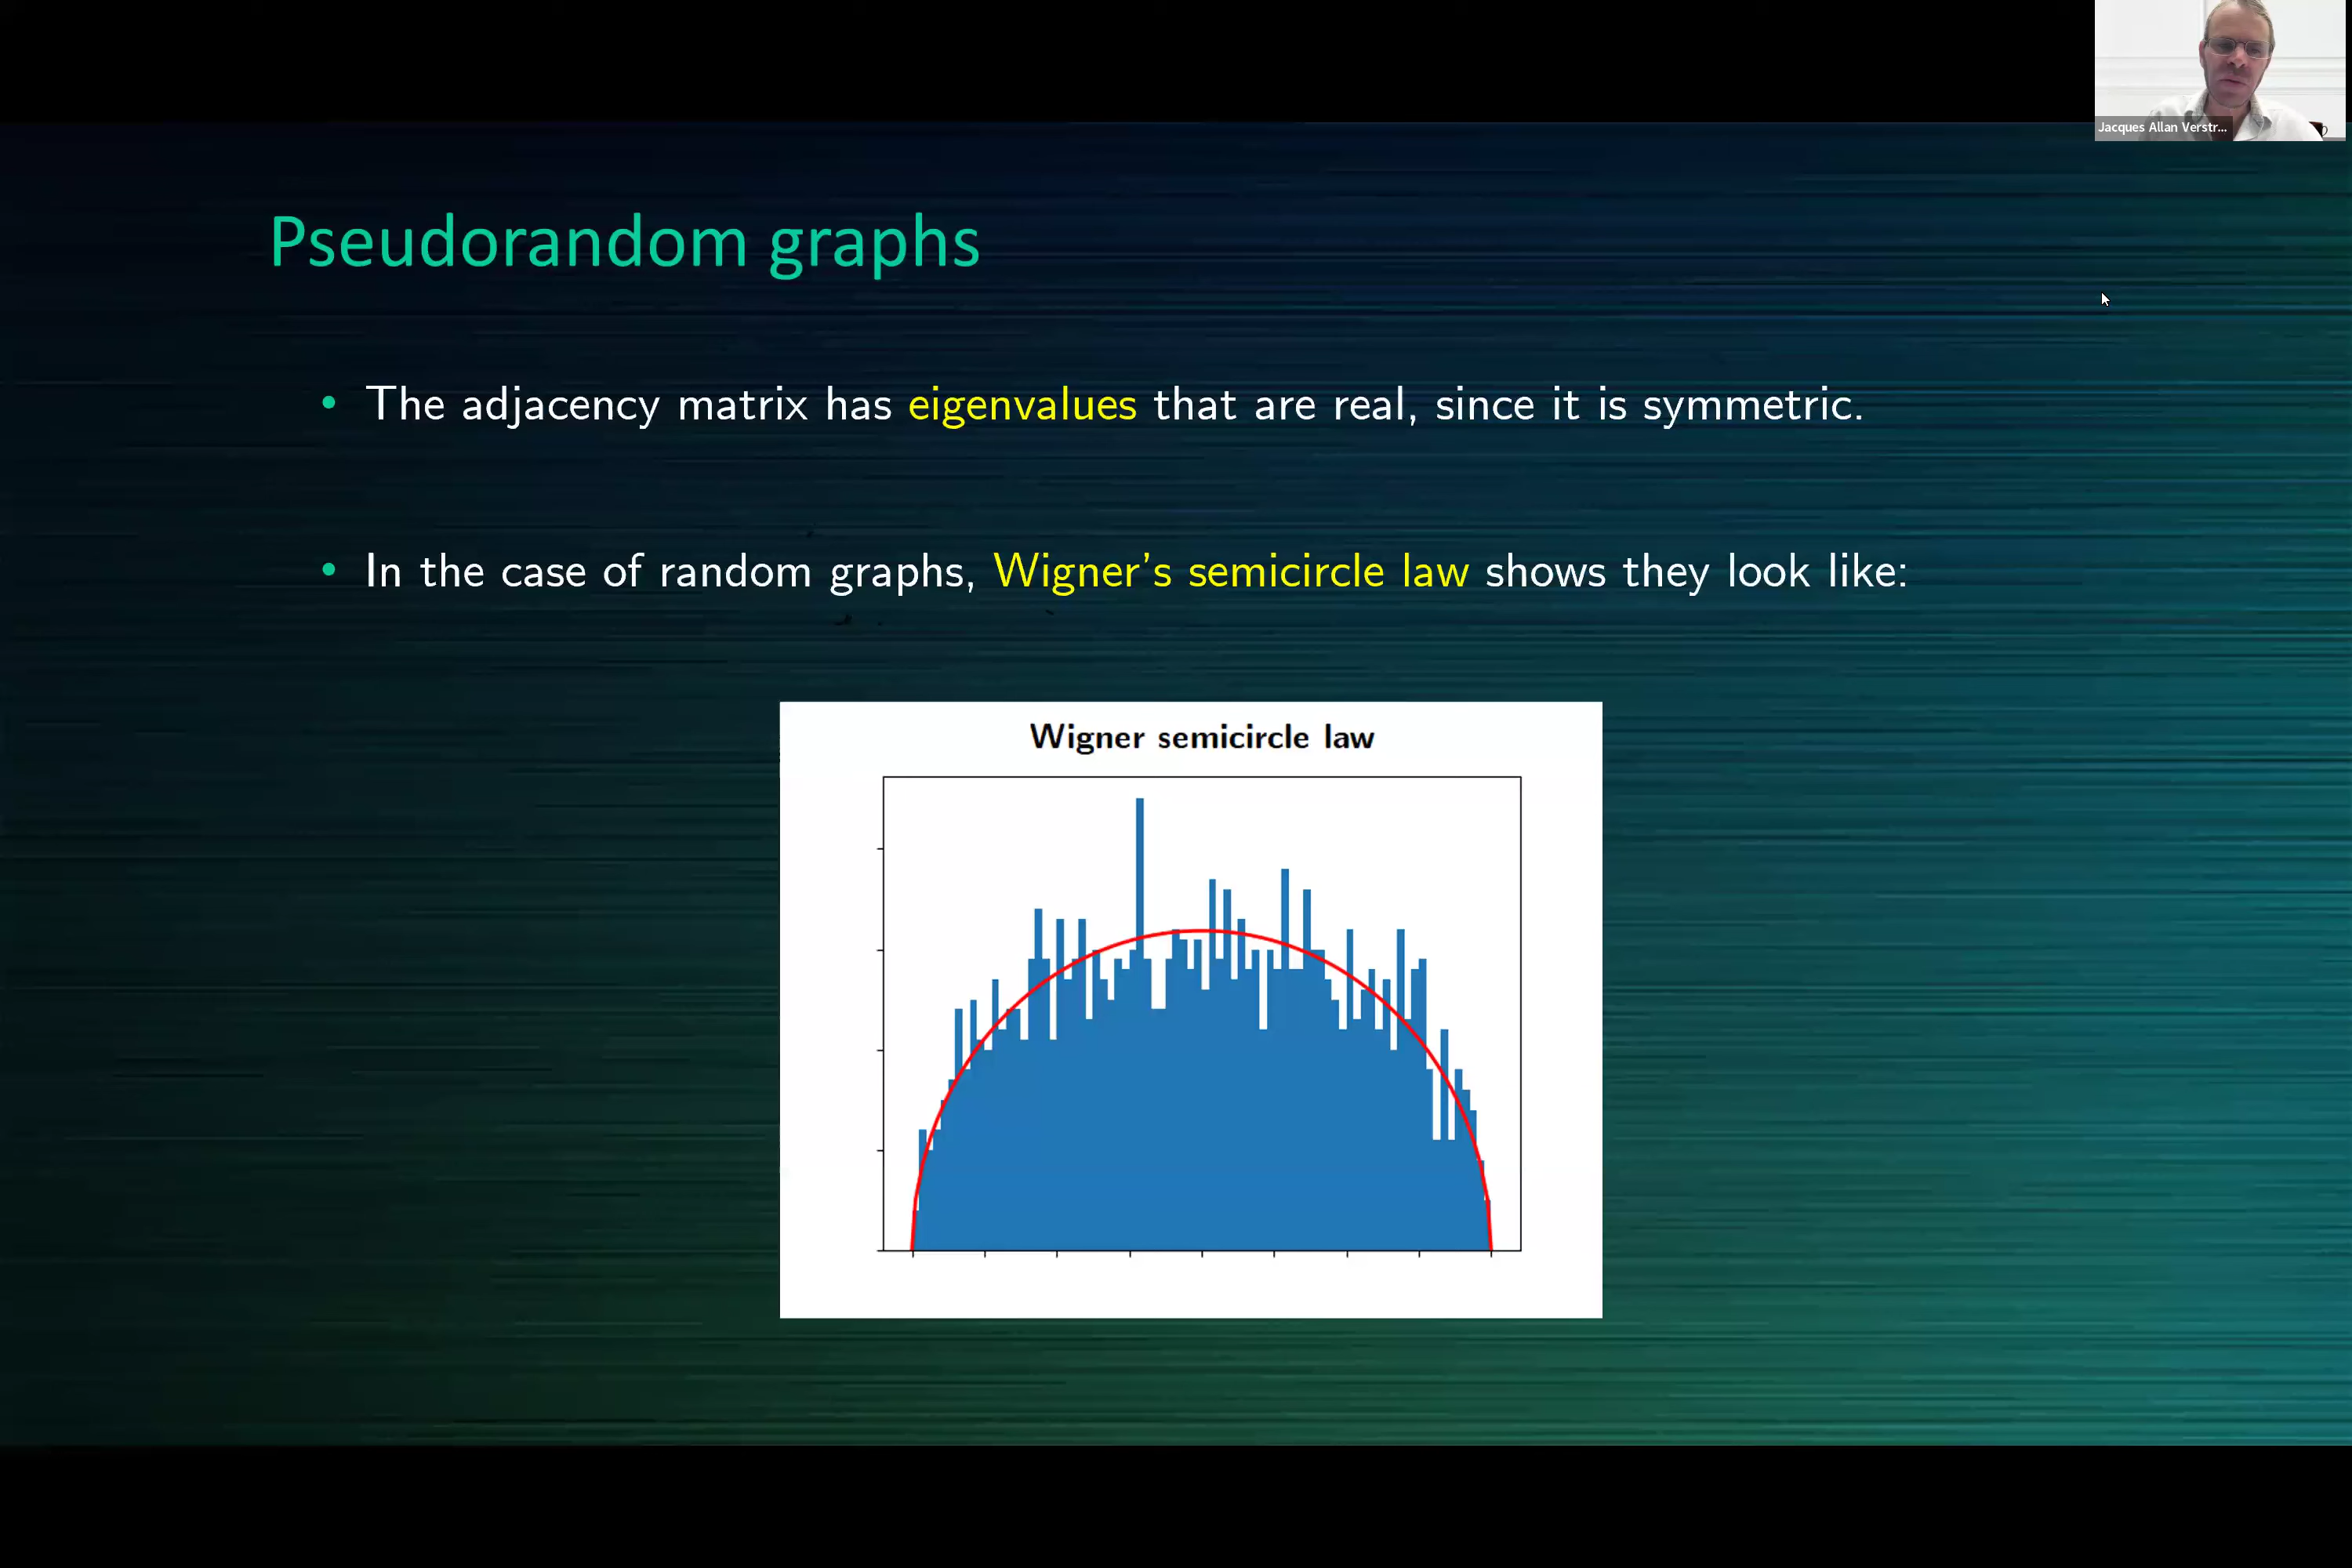 Jacques Allan Verstr...
Pseudorandom graphs
• The adjacency matrix has eigenvalues that are real, since it is symmetric.
• In the case of random graphs, Wigner's semicircle law shows they look like:
Wigner semicircle law